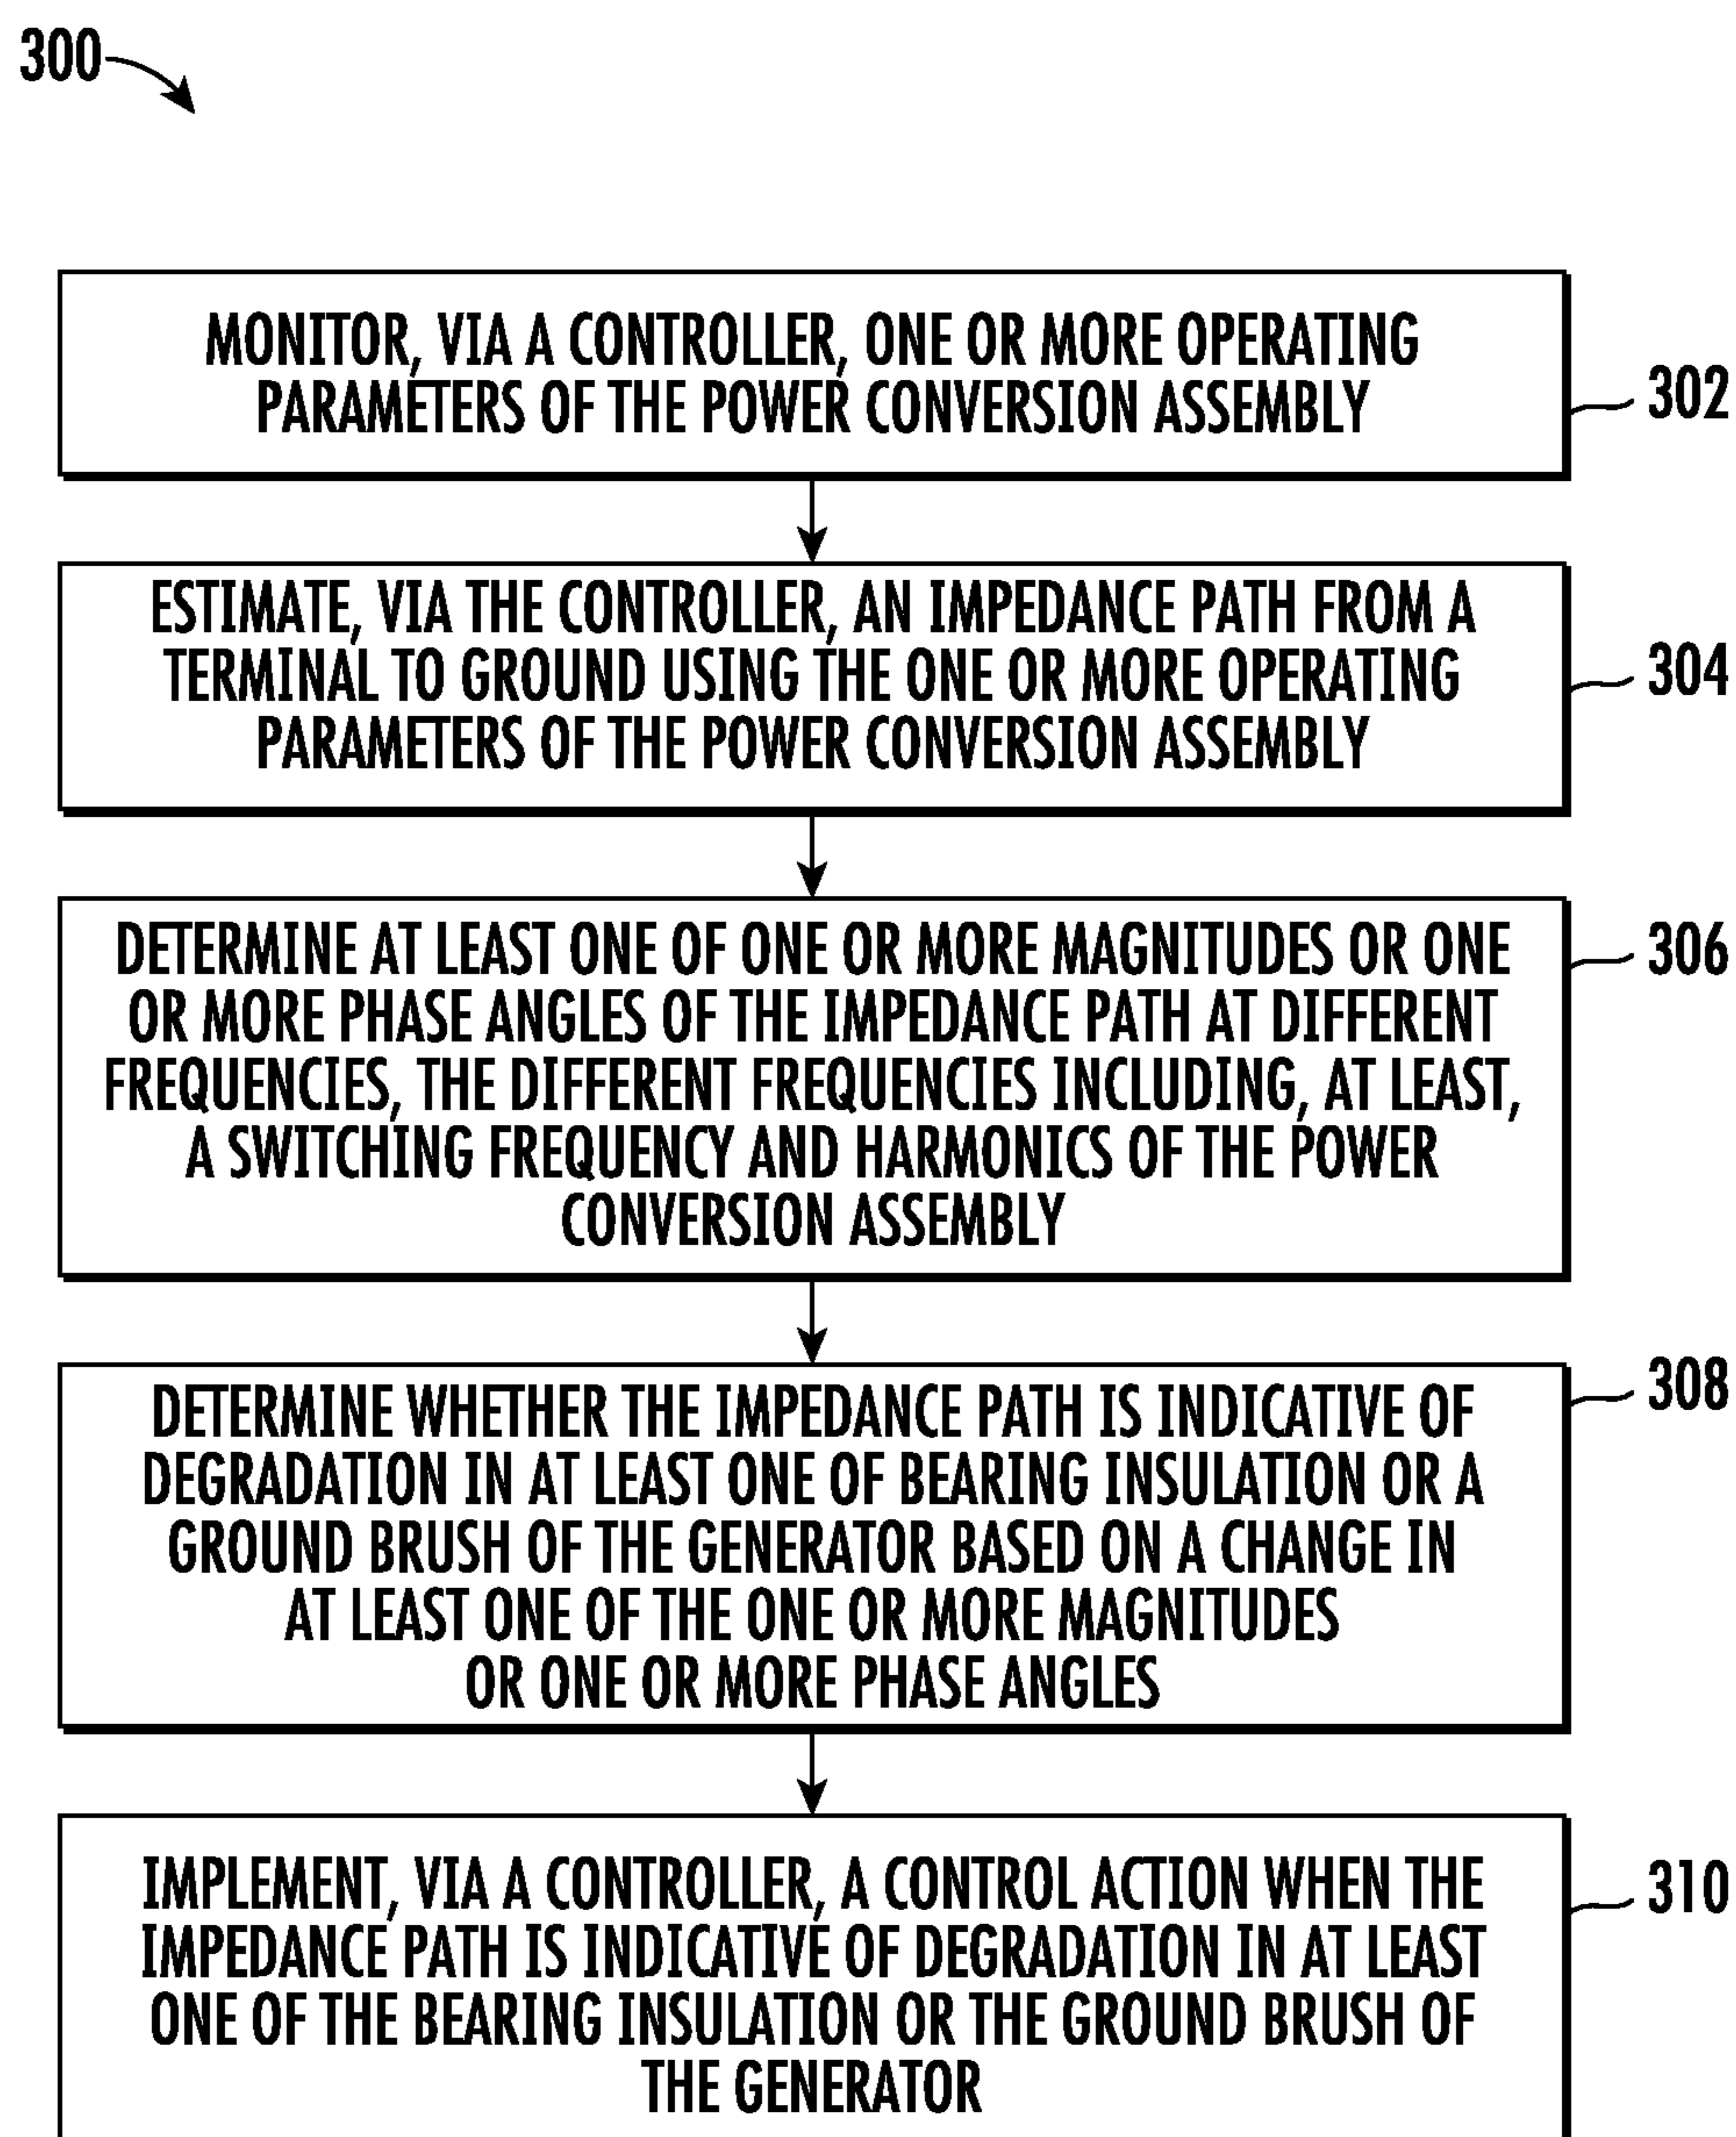 300
MONITOR, VIA A CONTROLLER, ONE OR MORE OPERATING
PARAMETERS OF THE POWER CONVERSION ASSEMBLY
302
ESTIMATE, VIA THE CONTROLLER, AN IMPEDANCE PATH FROM A
TERMINAL TO GROUND USING THE ONE OR MORE OPERATING
PARAMETERS OF THE POWER CONVERSION ASSEMBLY
304
DETERMINE AT LEAST ONE OF ONE OR MORE MAGNITUDES OR ONE
OR MORE PHASE ANGLES OF THE IMPEDANCE PATH AT DIFFERENT
FREQUENCIES, THE DIFFERENT FREQUENCIES INCLUDING, AT LEAST,
A SWITCHING FREQUENCY AND HARMONICS OF THE POWER
CONVERSION ASSEMBLY
306
DETERMINE WHETHER THE IMPEDANCE PATH IS INDICATIVE OF
DEGRADATION IN AT LEAST ONE OF BEARING INSULATION OR A
GROUND BRUSH OF THE GENERATOR BASED ON A CHANGE IN
AT LEAST ONE OF THE ONE OR MORE MAGNITUDES
OR ONE OR MORE PHASE ANGLES
308
IMPLEMENT, VIA A CONTROLLER, A CONTROL ACTION WHEN THE
IMPEDANCE PATH IS INDICATIVE OF DEGRADATION IN AT LEAST
ONE OF THE BEARING INSULATION OR THE GROUND BRUSH OF
THE GENERATOR
310